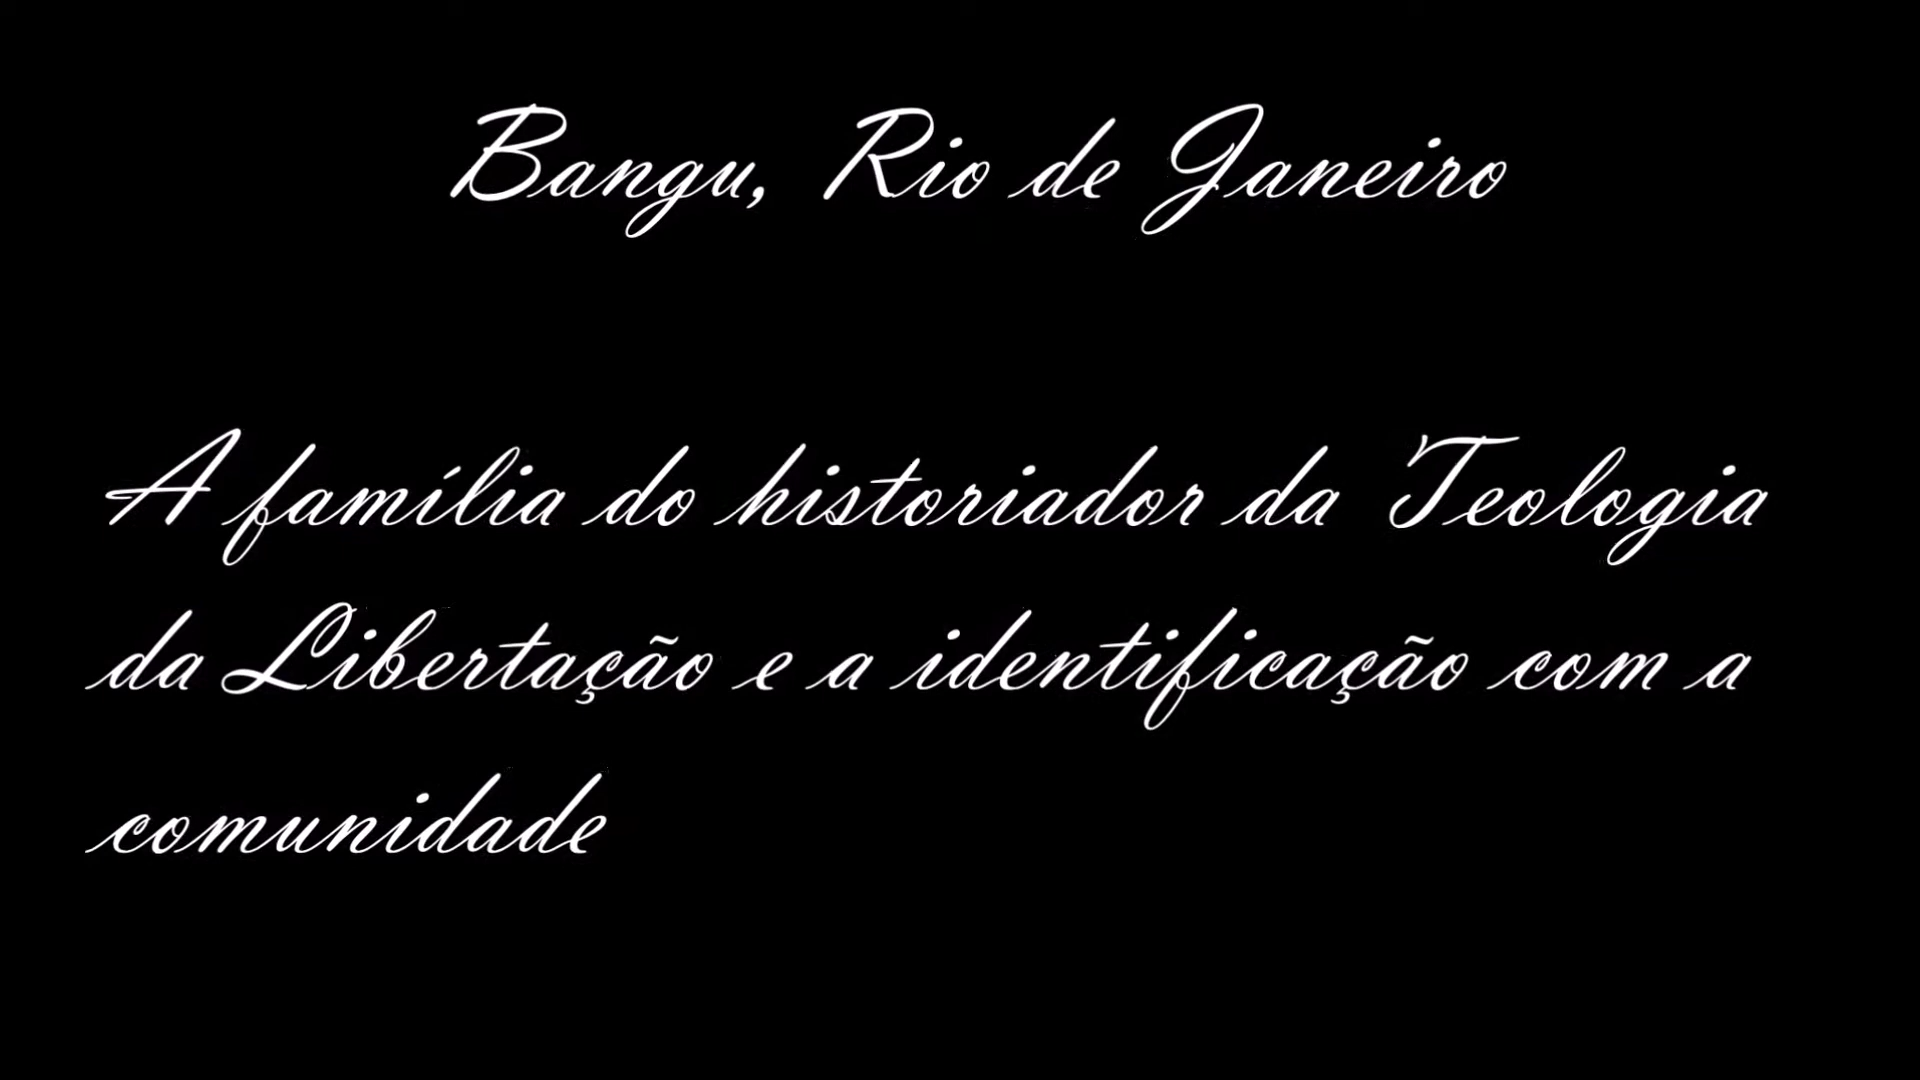 Bangu, Rio de Janeiro
A família do historiador da Teologia
da Libertação e a identificação com a
comunidade